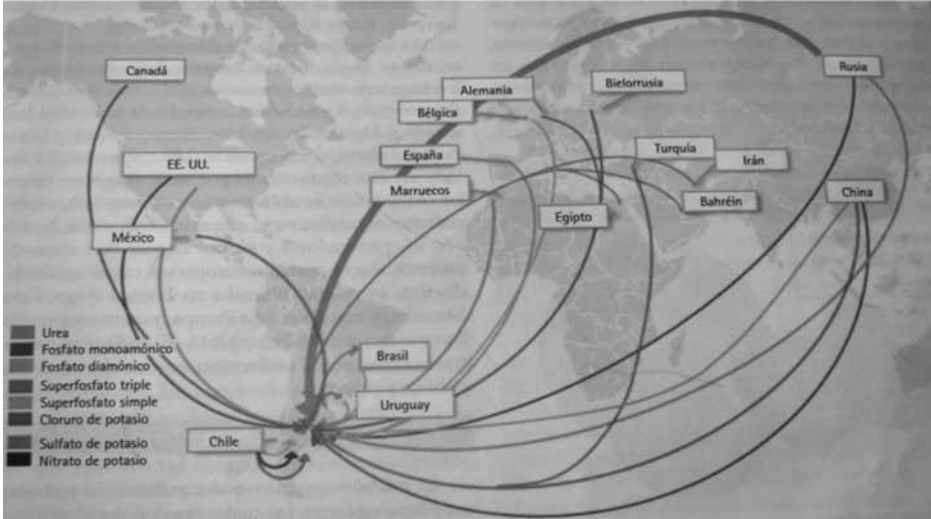 Canadá
Rusia
Alemania
Bielorrusia
Bélgica
EE. UU.
España
Turquía
Irán
Marruecos
China
Bahréin
Egipto
México
Urea
Fosfato monoamónico
Fosfato diamónico
Superfosfato triple
Superfosfato simple
Cloruro de potasio
Sulfato de potasio
Nitrato de potasio
Brasil
Uruguay
Chile